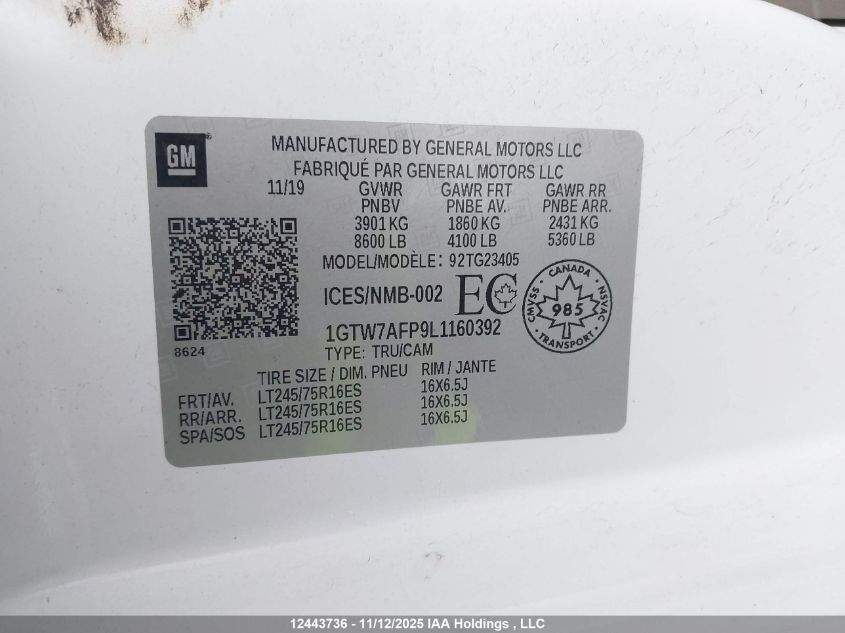 GM
MANUFACTURED BY GENERAL MOTORS LLC
FABRIQUÉ PAR GENERAL MOTORS LLC
11/19 GVWR GAWR FRT GAWR RR
PNBV PNBE AV. PNBE ARR.
3901 KG 1860 KG 2431 KG
8600 LB 4100 LB 5360 LB
MODEL/MODÈLE: 92TG23405
ICES/NMB-002 EC
CANADA
CMVSS 985 NSVAC
1GTW7AFP9L1160392
8624 TYPE: TRU/CAM
TIRE SIZE / DIM. PNEU RIM / JANTE
FRT/AV. LT245/75R16ES 16X6.5J
RR/ARR. LT245/75R16ES 16X6.5J
SPA/SOS LT245/75R16ES 16X6.5J
12443736 - 11/12/2025 IAA Holdings , LLC